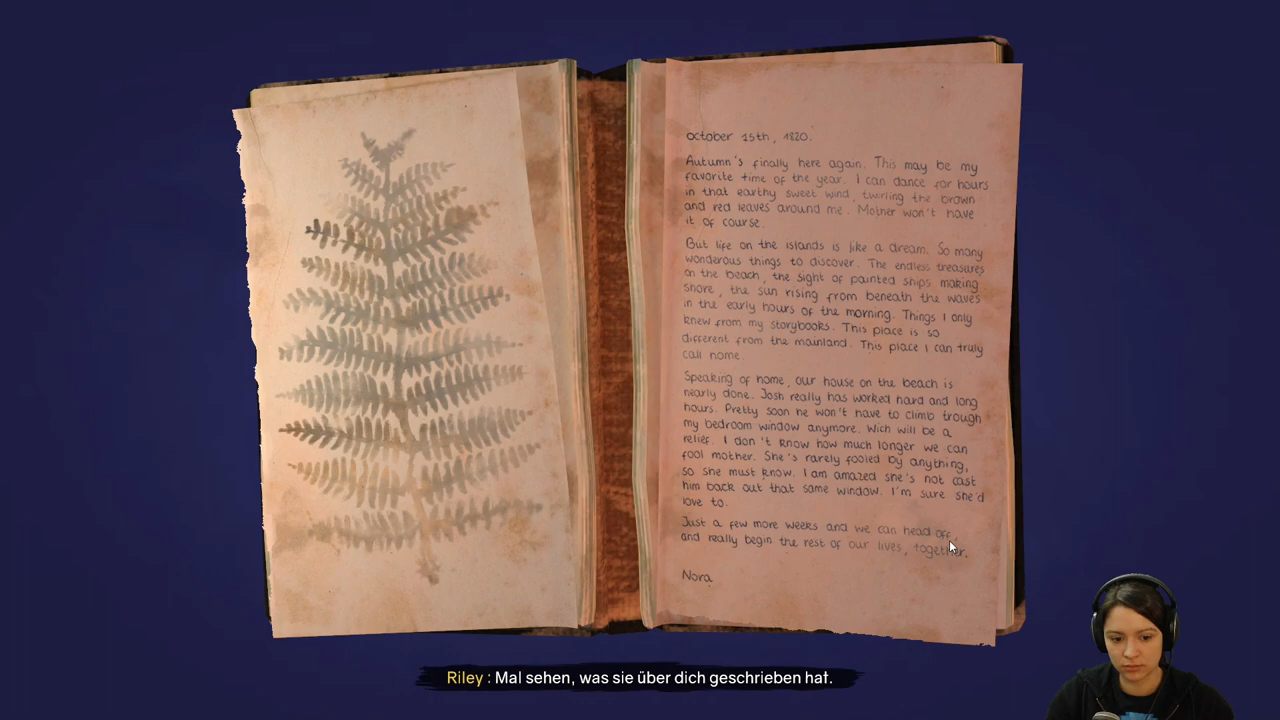 october 15th, 1820.
Autumn's finally here again. This may be my
favorite time of the year. I can dance for hours
in that earthy sweet wind, twirling the brown
and red leaves around me. Mother won't have
it of course.
But life on the islands is like a dream. So many
wonderous things to discover. The endless treasures
on the beach, the sight of painted ships making
shore, the sun rising from beneath the waves
in the early hours of the morning. Things I only
knew from my storybooks. This place is so
different from the mainland. This place I can truly
call home.
Speaking of home, our house on the beach is
nearly done. Josh really has worked hard and long
hours. Pretty soon he won't have to climb trough
my bedroom window anymore. Wich will be a
relief. I don't know how much longer we can
fool mother. She's rarely fooled by anything,
so she must know. I am amazed she's not cast
him back out that same window. I'm sure she'd
love to.
Just a few more weeks and we can head off,
and really begin the rest of our lives, together.
Nora
Riley : Mal sehen, was sie über dich geschrieben hat.